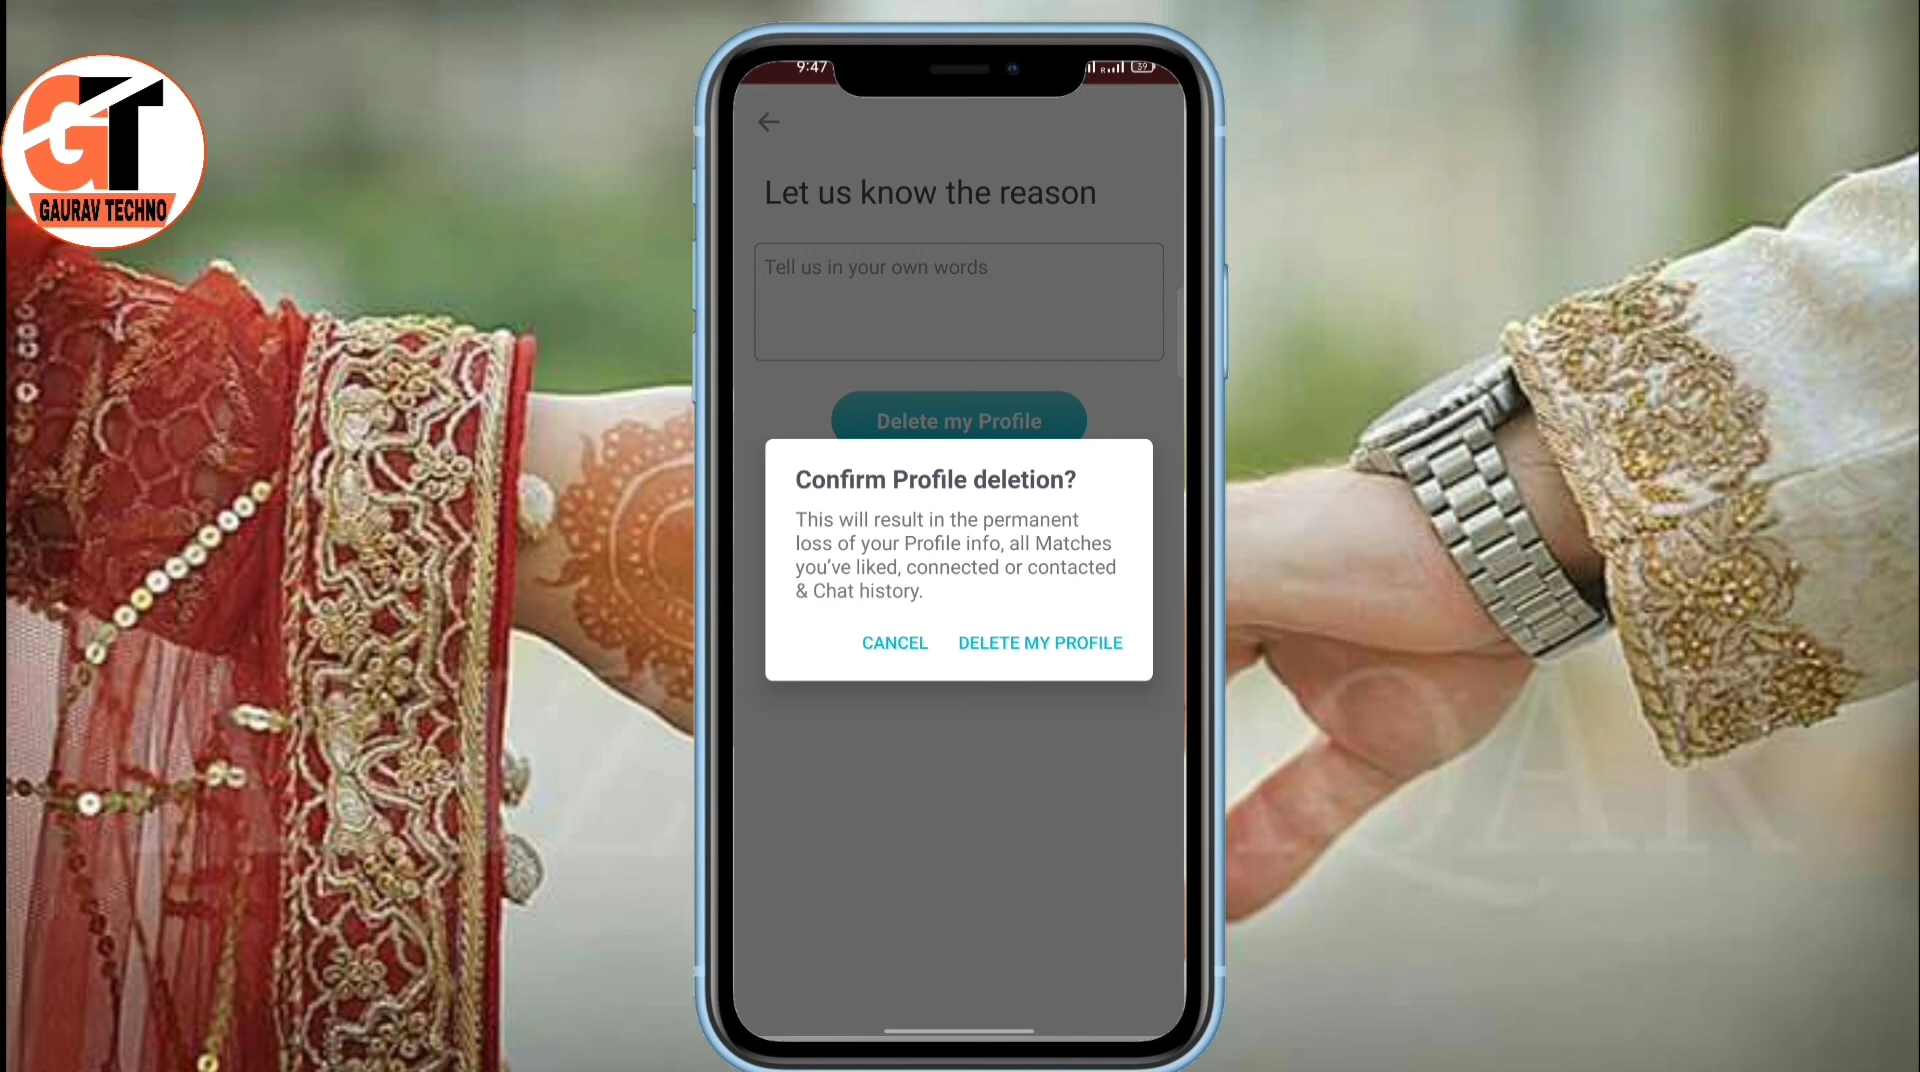 GT
GAURAV TECHNO
9:47
39
Let us know the reason
Tell us in your own words
Delete my Profile
Confirm Profile deletion?
This will result in the permanent
loss of your Profile info, all Matches
you've liked, connected or contacted
& Chat history.
CANCEL DELETE MY PROFILE